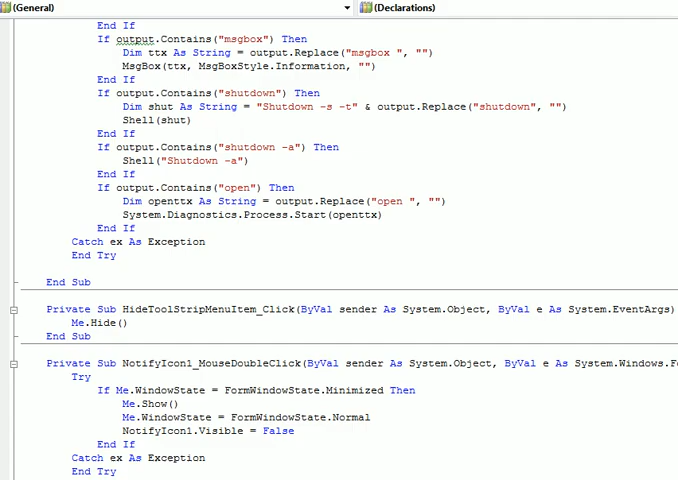 (General) (Declarations)
End If
If output.Contains("msgbox") Then
Dim ttx As String = output.Replace("msgbox ", "")
MsgBox(ttx, MsgBoxStyle.Information, "")
End If
If output.Contains("shutdown") Then
Dim shut As String = "Shutdown -s -t" & output.Replace("shutdown", "")
Shell(shut)
End If
If output.Contains("shutdown -a") Then
Shell("Shutdown -a")
End If
If output.Contains("open") Then
Dim openttx As String = output.Replace("open ", "")
System.Diagnostics.Process.Start(openttx)
End If
Catch ex As Exception
End Try
End Sub
Private Sub HideToolStripMenuItem_Click(ByVal sender As System.Object, ByVal e As System.EventArgs)
Me.Hide()
End Sub
Private Sub NotifyIcon1_MouseDoubleClick(ByVal sender As System.Object, ByVal e As System.Windows.Fo
Try
If Me.WindowState = FormWindowState.Minimized Then
Me.Show()
Me.WindowState = FormWindowState.Normal
NotifyIcon1.Visible = False
End If
Catch ex As Exception
End Try